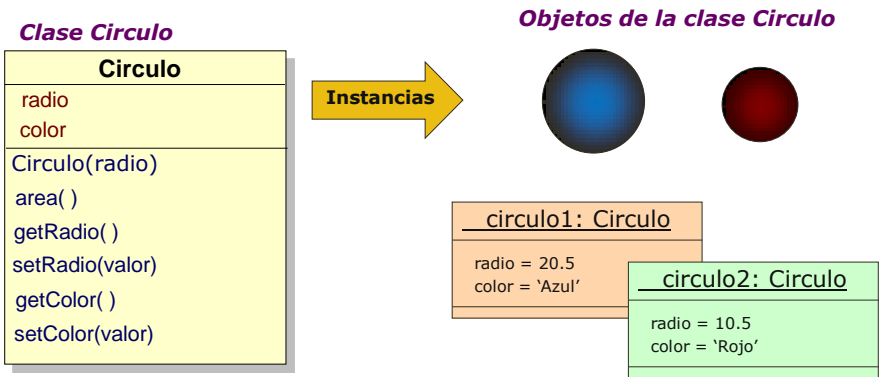 Clase Circulo
Circulo
radio
color
Circulo(radio)
area( )
getRadio( )
setRadio(valor)
getColor( )
setColor(valor)
Instancias
Objetos de la clase Circulo
circulo1: Circulo
radio = 20.5
color = ‘Azul’
circulo2: Circulo
radio = 10.5
color = ‘Rojo’